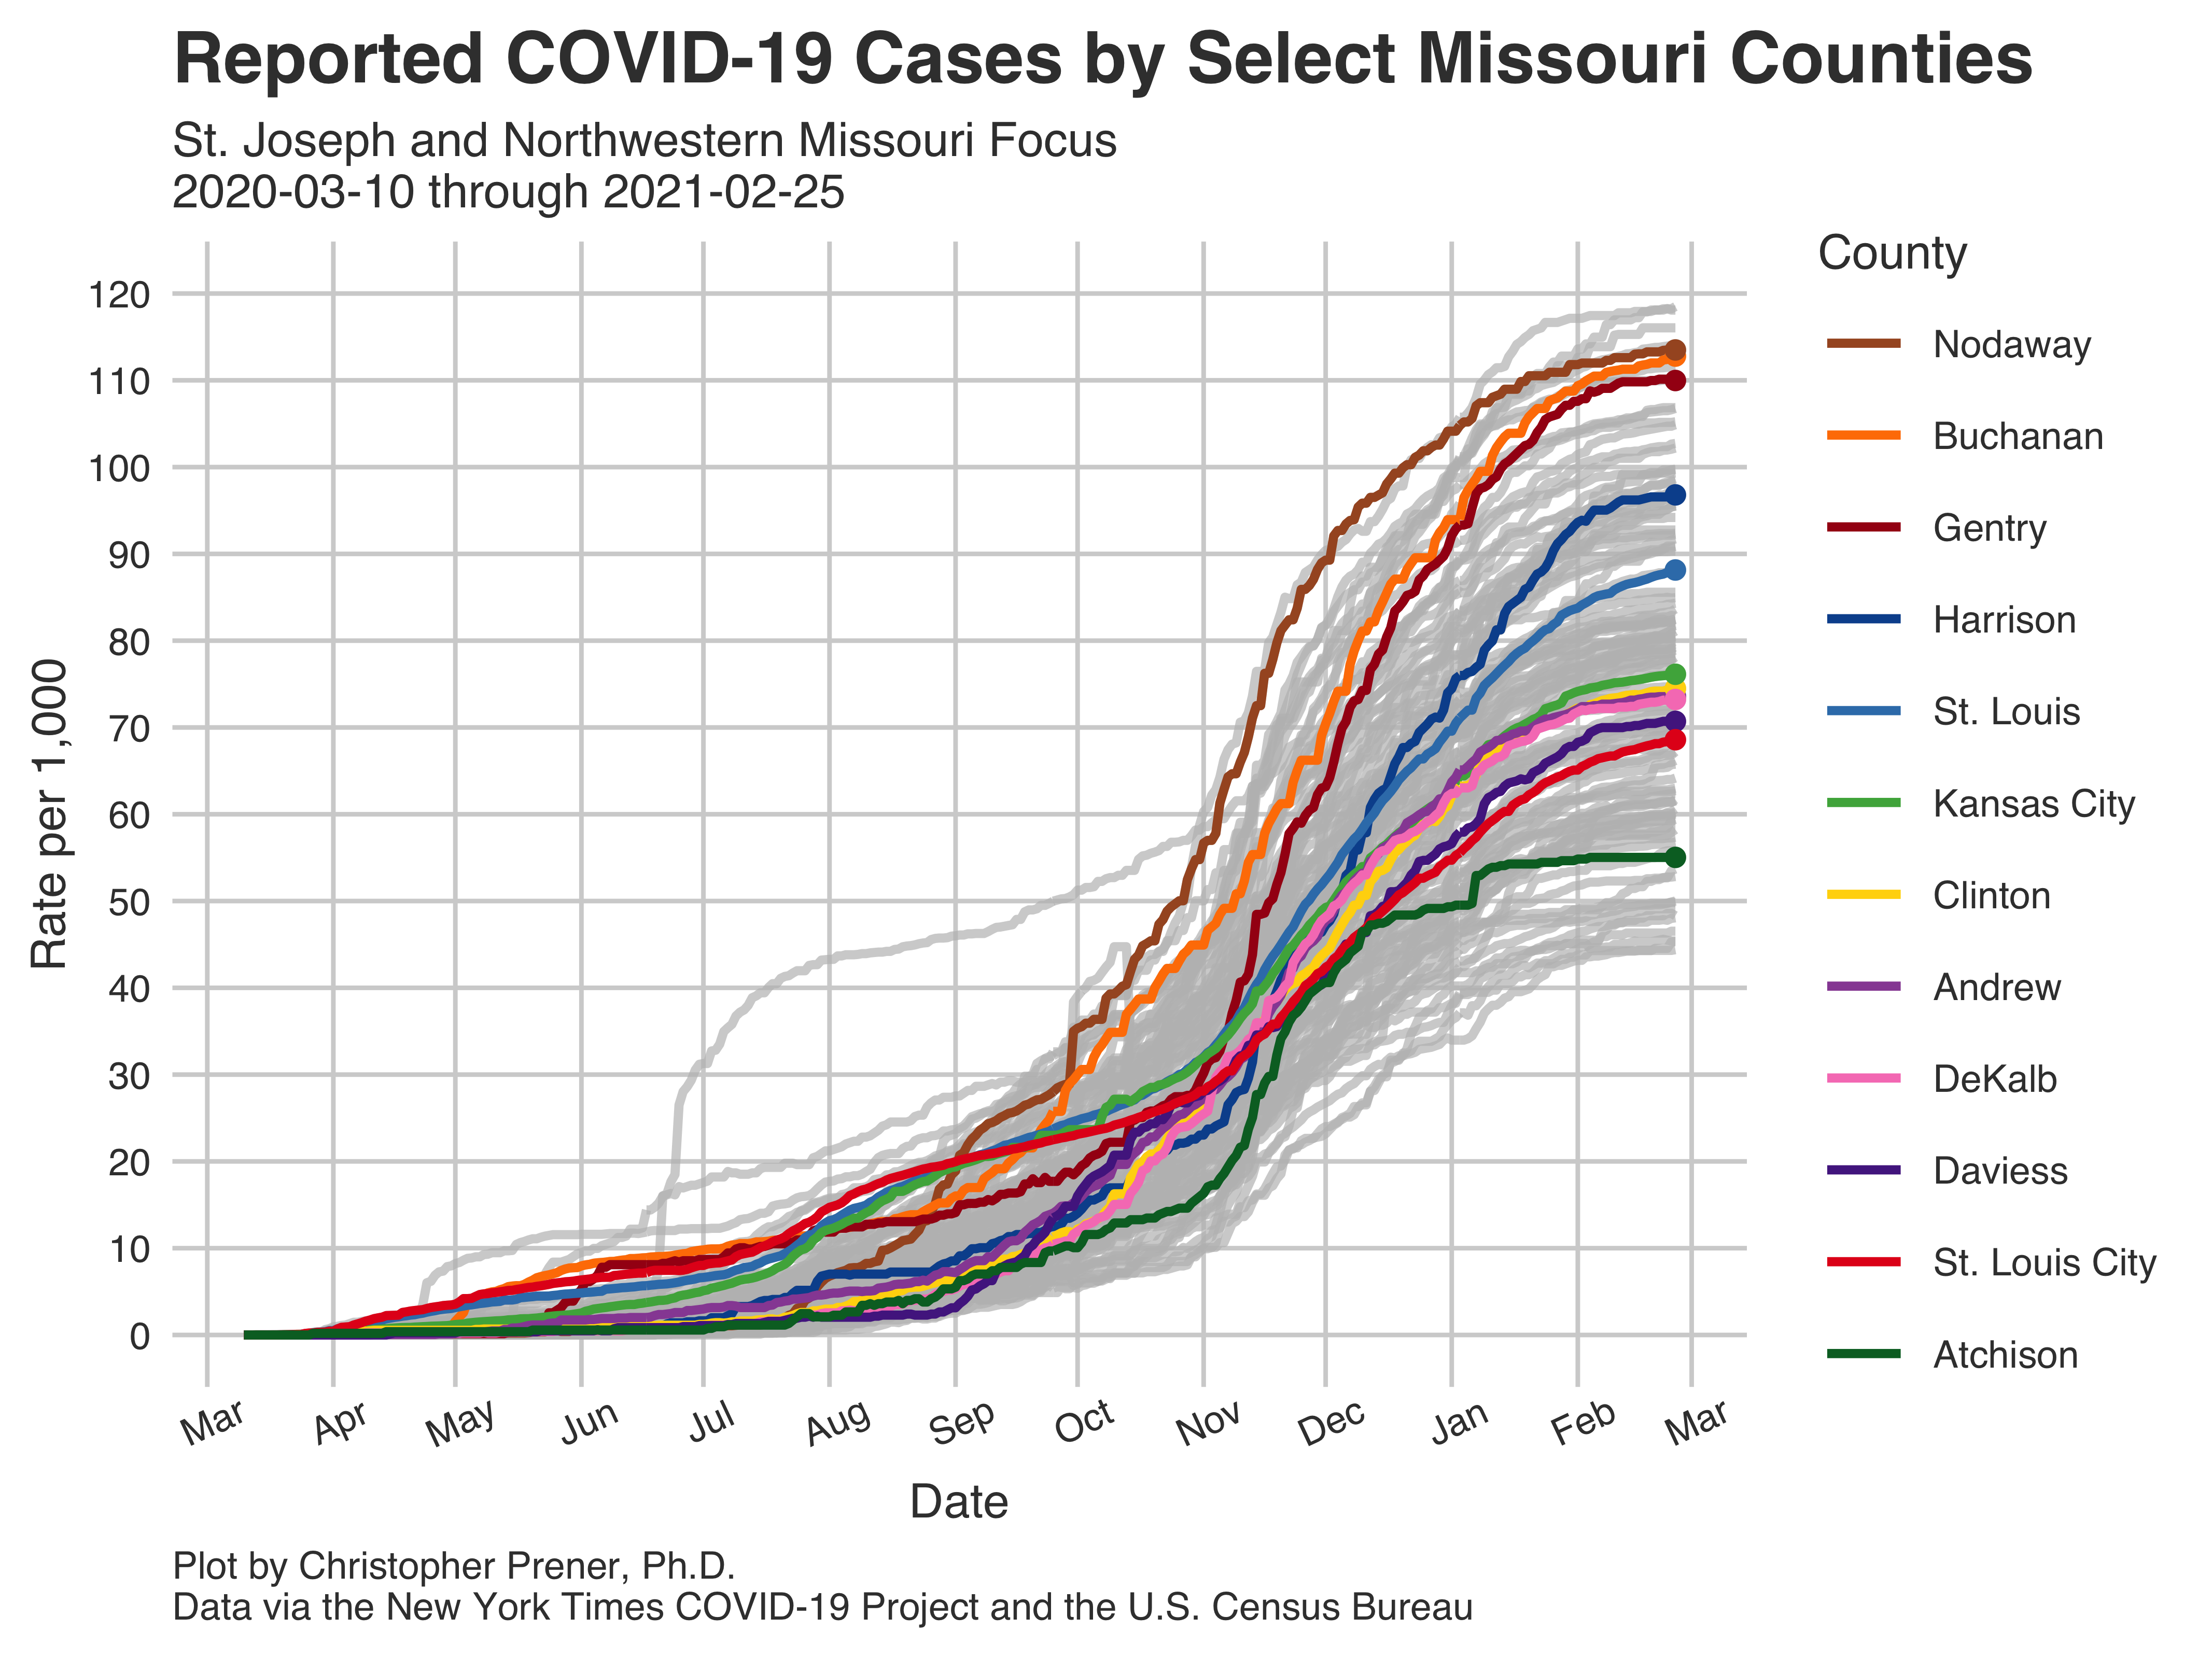 Reported COVID-19 Cases by Select Missouri Counties
St. Joseph and Northwestern Missouri Focus
2020-03-10 through 2021-02-25
County
Nodaway
Buchanan
Gentry
Harrison
St. Louis
Kansas City
Clinton
Andrew
DeKalb
Daviess
St. Louis City
Atchison
Rate per 1,000
120
110
100
90
80
70
60
50
40
30
20
10
0
Mar Apr May Jun Jul Aug Sep Oct Nov Dec Jan Feb Mar
Date
Plot by Christopher Prener, Ph.D.
Data via the New York Times COVID-19 Project and the U.S. Census Bureau